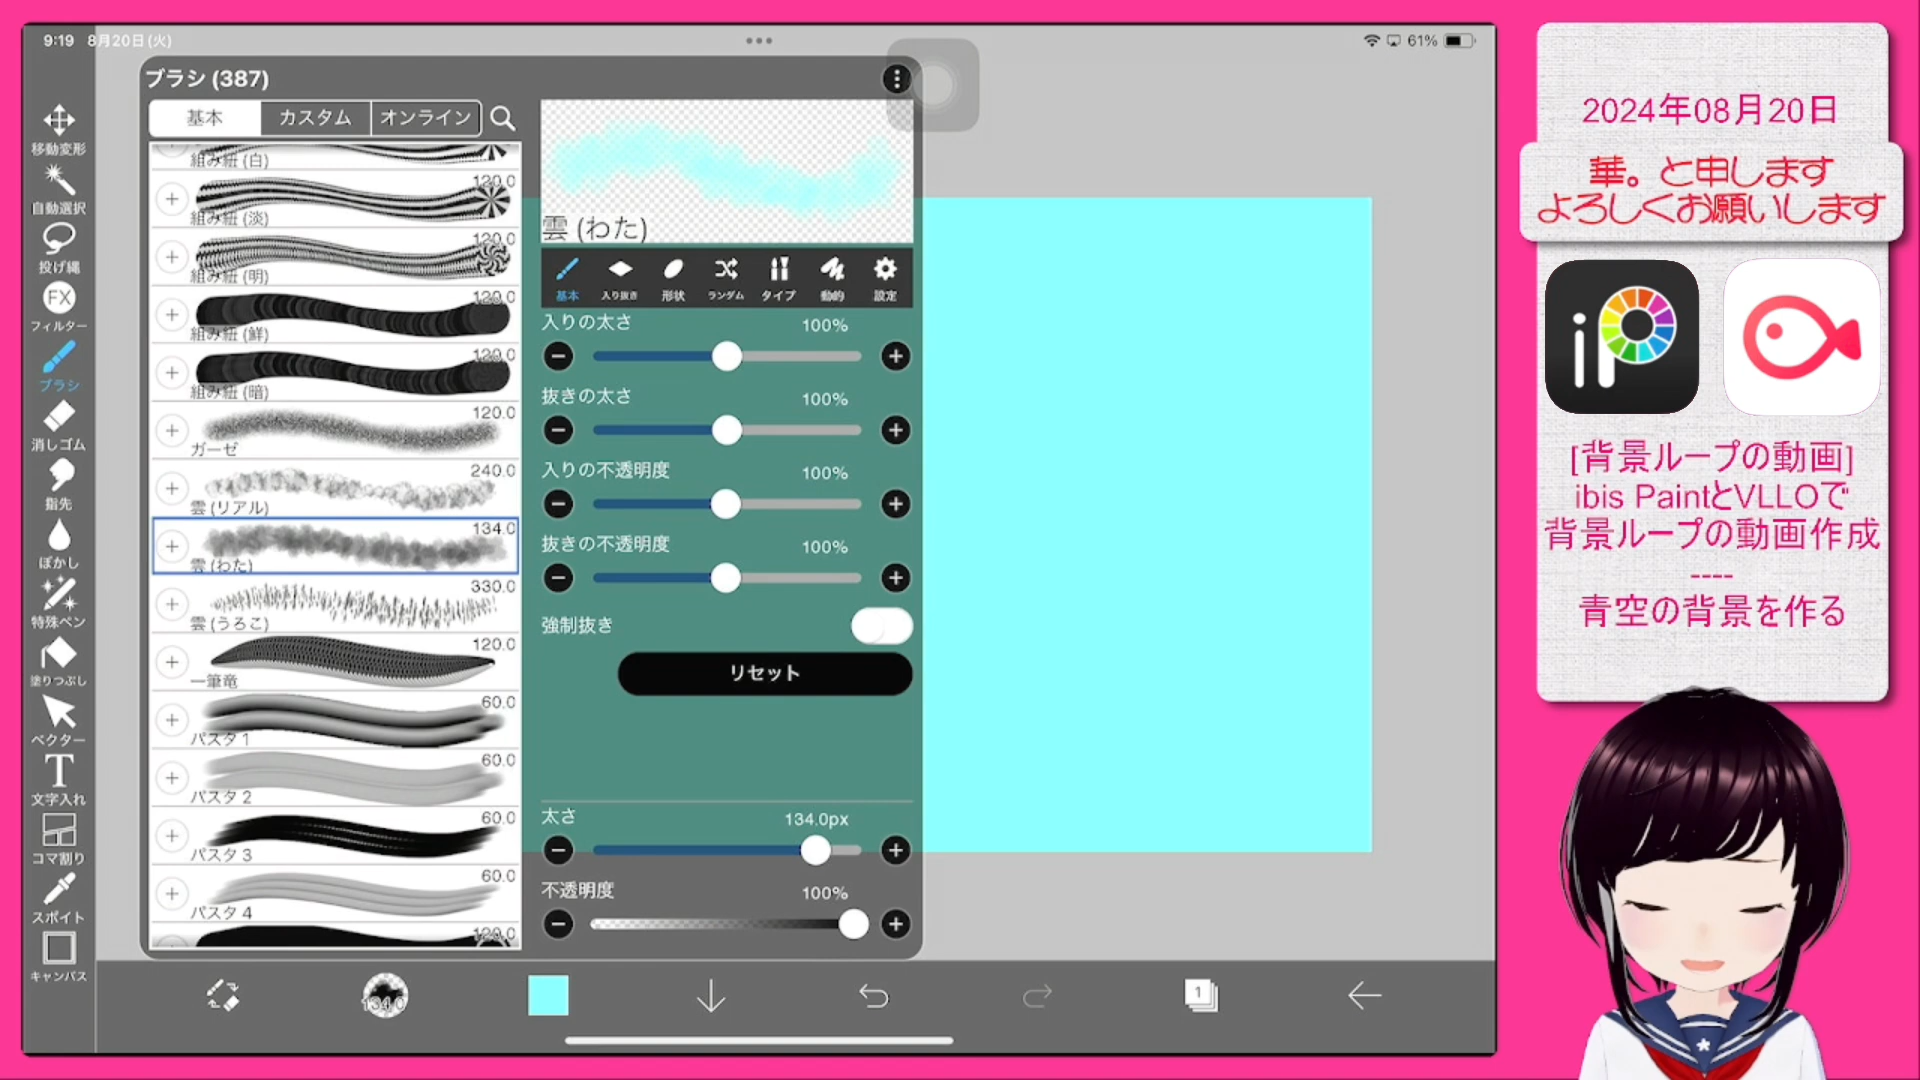 9:19 8月20日(火)
61%
移動変形
自動選択
投げ縄
FX
フィルター
ブラシ
消しゴム
指先
ぼかし
特殊ペン
塗りつぶし
ベクター
T
文字入れ
コマ割り
スポイト
キャンバス
ブラシ (387)
基本
カスタム
オンライン
組み紐 (白)
120.0
組み紐 (淡)
120.0
組み紐 (明)
120.0
組み紐 (鮮)
120.0
組み紐 (暗)
120.0
ガーゼ
240.0
雲 (リアル)
134.0
雲 (わた)
330.0
雲 (うろこ)
120.0
一筆竜
60.0
パスタ 1
60.0
パスタ 2
60.0
パスタ 3
60.0
パスタ 4
120.0
雲 (わた)
基本 入り抜き 形状 ランダム タイプ 動的 設定
入りの太さ 100%
抜きの太さ 100%
入りの不透明度 100%
抜きの不透明度 100%
強制抜き
リセット
太さ 134.0px
不透明度 100%
134.0
1
2024年08月20日
華。と申します
よろしくお願いします
iP
[背景ループの動画]
ibis PaintとVLLOで
背景ループの動画作成
----
青空の背景を作る